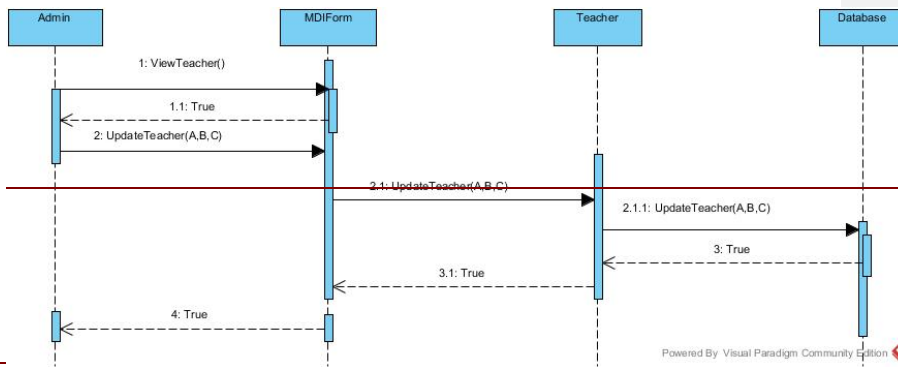 Admin
MDIForm
Teacher
Database
1: ViewTeacher()
1.1: True
2: UpdateTeacher(A,B,C)
2.1: UpdateTeacher(A,B,C)
2.1.1: UpdateTeacher(A,B,C)
3: True
3.1: True
4: True
Powered By Visual Paradigm Community Edition